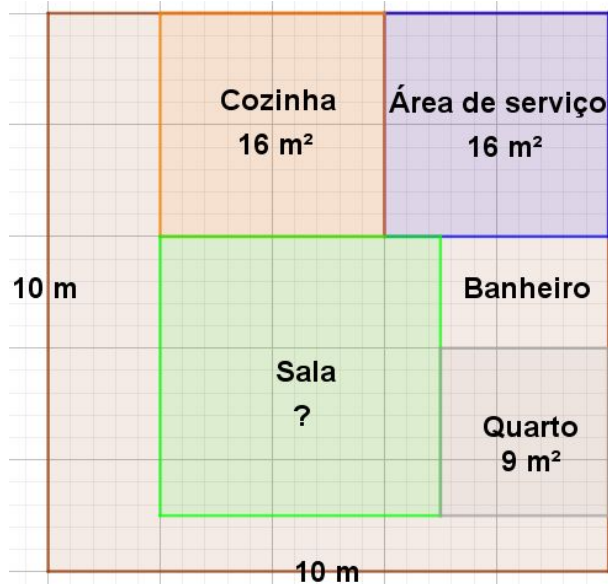 Cozinha
16 m²
Área de serviço
16 m²
10 m
Banheiro
Sala
?
Quarto
9 m²
10 m